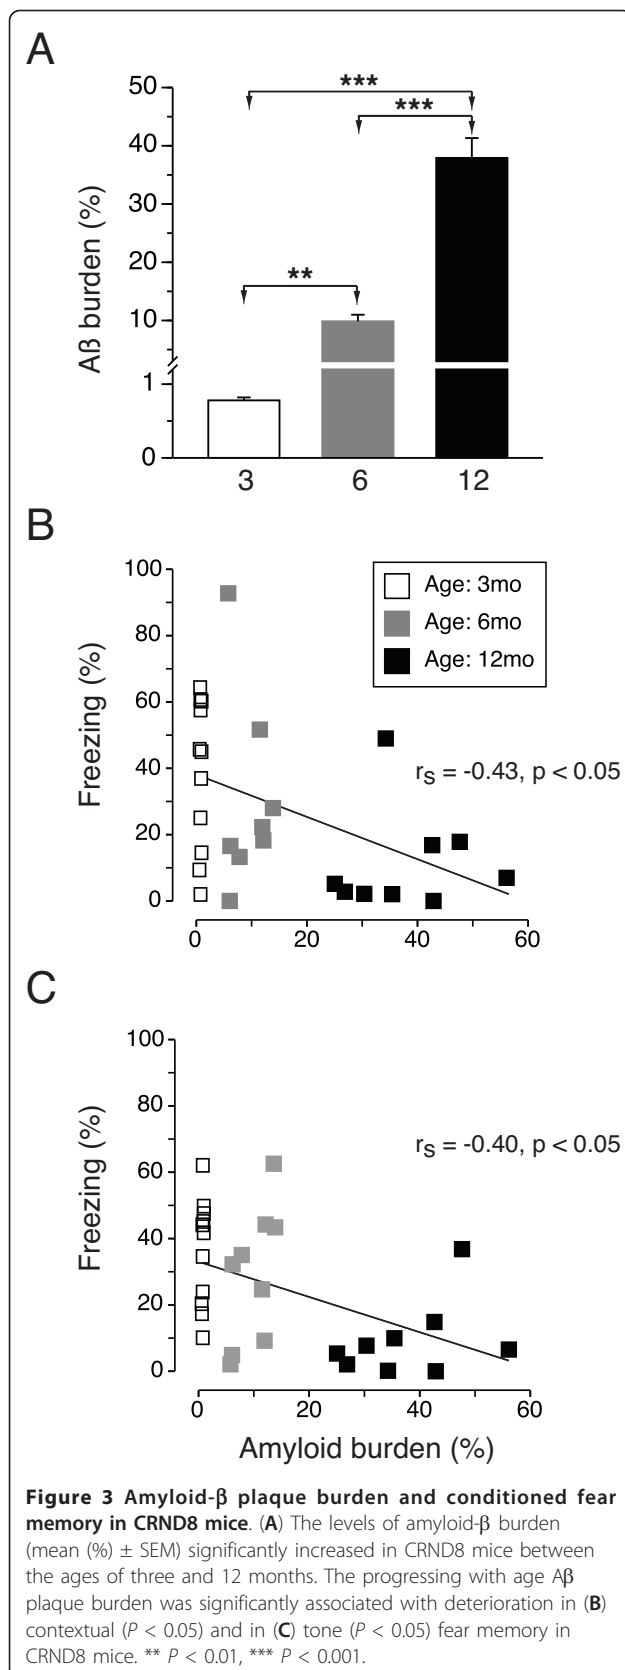 A
50
40
30
20
10
1
0
Aß burden (%)
***
***
**
3 6 12
B
100
80
60
40
20
0
Freezing (%)
Age: 3mo
Age: 6mo
Age: 12mo
rS = -0.43, p < 0.05
0 20 40 60
C
100
80
60
40
20
0
Freezing (%)
rS = -0.40, p < 0.05
0 20 40 60
Amyloid burden (%)
Figure 3 Amyloid-β plaque burden and conditioned fear
memory in CRND8 mice. (A) The levels of amyloid-β burden
(mean (%) ± SEM) significantly increased in CRND8 mice between
the ages of three and 12 months. The progressing with age Aβ
plaque burden was significantly associated with deterioration in (B)
contextual (P < 0.05) and in (C) tone (P < 0.05) fear memory in
CRND8 mice. ** P < 0.01, *** P < 0.001.